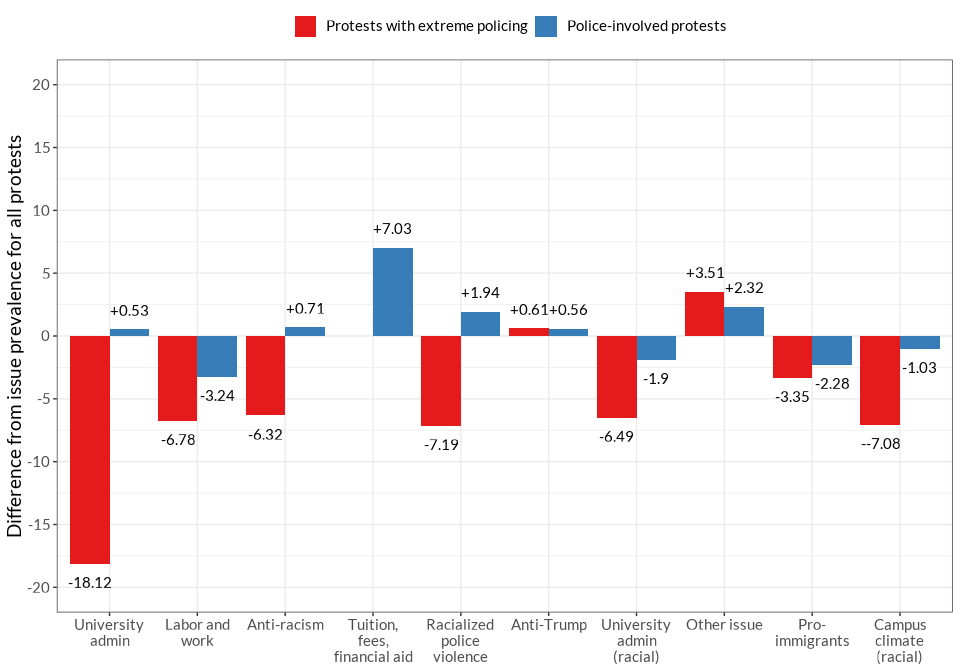 Protests with extreme policing Police-involved protests
Difference from issue prevalence for all protests
20
15
10
5
0
-5
-10
-15
-20
-18.12
+0.53
-6.78
-3.24
-6.32
+0.71
+7.03
-7.19
+1.94
+0.61
+0.56
-6.49
-1.9
+3.51
+2.32
-3.35
-2.28
--7.08
-1.03
University
admin
Labor and
work
Anti-racism
Tuition,
fees,
financial aid
Racialized
police
violence
Anti-Trump
University
admin
(racial)
Other issue
Pro-
immigrants
Campus
climate
(racial)